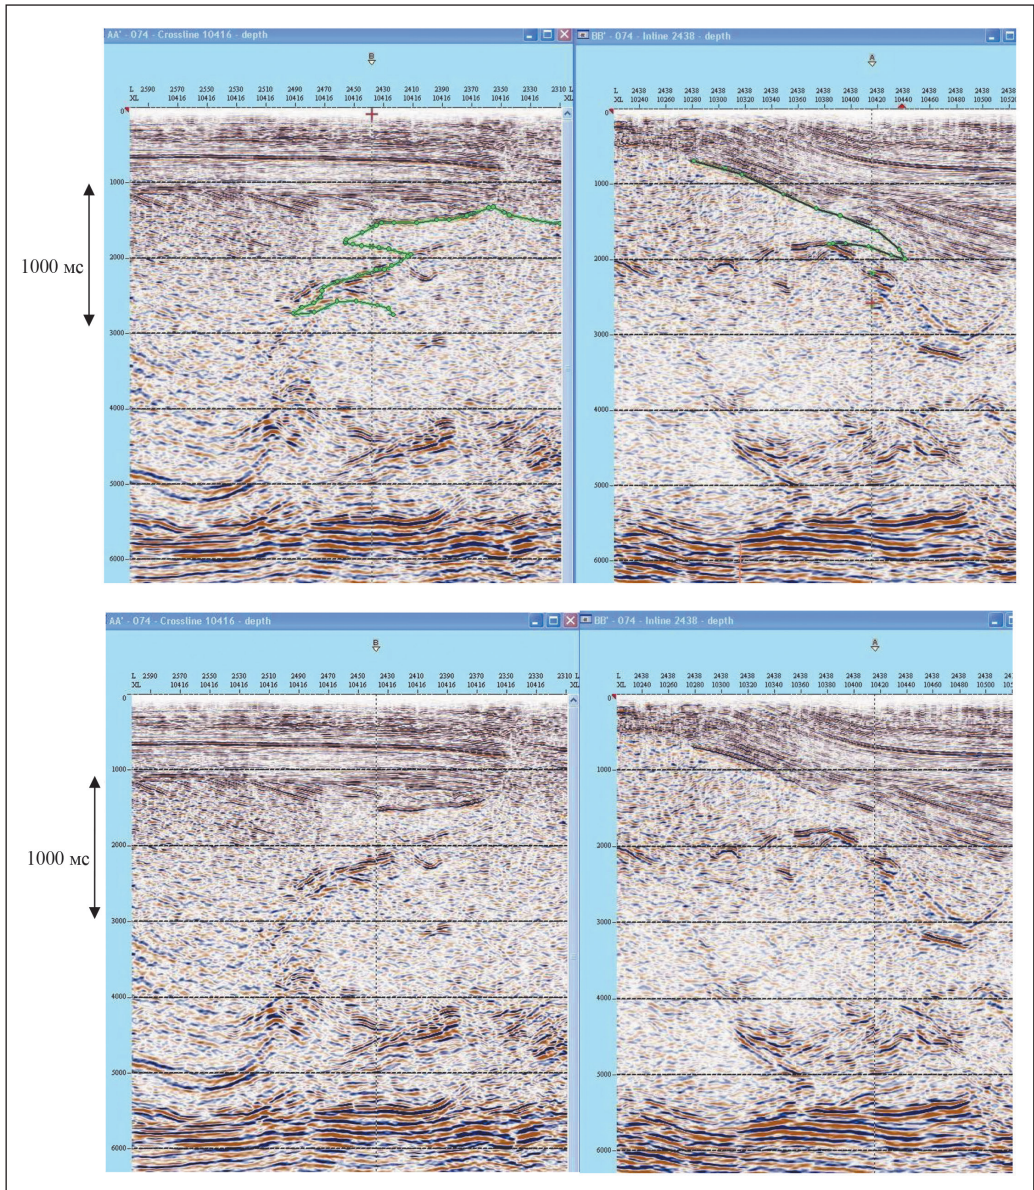 AA' - 074 - Crossline 10416 - depth
BB' - 074 - Inline 2438 - depth
B
A
L 2590 2570 2550 2530 2510 2490 2470 2450 2430 2410 2390 2370 2350 2330 2310 L
XL 10416 10416 10416 10416 10416 10416 10416 10416 10416 10416 10416 10416 XL
L 2438 2438 2438 2438 2438 2438 2438 2438 2438 2438 2438 2438 2438 2438 2438
XL 10240 10260 10280 10300 10320 10340 10360 10380 10400 10420 10440 10460 10480 10500 10520
0
1000
2000
3000
4000
5000
6000
0
1000
2000
3000
4000
5000
6000
1000 мс
AA' - 074 - Crossline 10416 - depth
BB' - 074 - Inline 2438 - depth
B
A
L 2590 2570 2550 2530 2510 2490 2470 2450 2430 2410 2390 2370 2350 2330 2310 L
XL 10416 10416 10416 10416 10416 10416 10416 10416 10416 10416 10416 10416 XL
L 2438 2438 2438 2438 2438 2438 2438 2438 2438 2438 2438 2438 2438 2438
XL 10240 10260 10280 10300 10320 10340 10360 10380 10400 10420 10440 10460 10480 10500
0
1000
2000
3000
4000
5000
6000
0
1000
2000
3000
4000
5000
6000
1000 мс